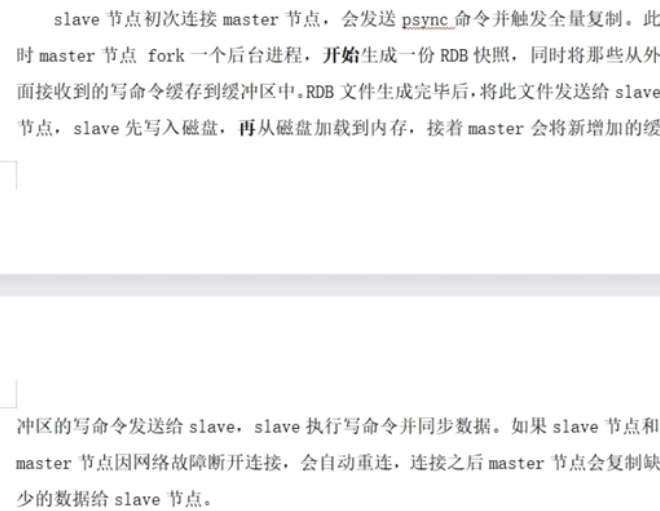 slave 节点初次连接 master 节点，会发送 psync 命令并触发全量复制。此
时 master 节点 fork 一个后台进程，开始生成一份 RDB 快照，同时将那些从外
面接收到的写命令缓存到缓冲区中。RDB 文件生成完毕后，将此文件发送给 slave
节点，slave 先写入磁盘，再从磁盘加载到内存，接着 master 会将新增加的缓
冲区的写命令发送给 slave，slave 执行写命令并同步数据。如果 slave 节点和
master 节点因网络故障断开连接，会自动重连，连接之后 master 节点会复制缺
少的数据给 slave 节点。